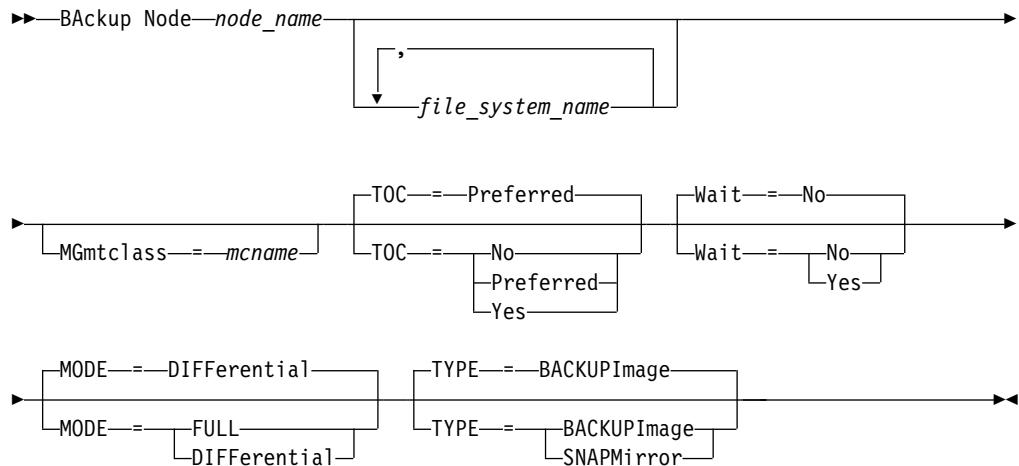 BAckup Node node_name
,
file_system_name
TOC = Preferred Wait = No
MGmtclass = mcname TOC = No Wait = No
Preferred Yes
Yes
MODE = DIFFerential TYPE = BACKUPImage
MODE = FULL TYPE = BACKUPImage
DIFFerential SNAPMirror